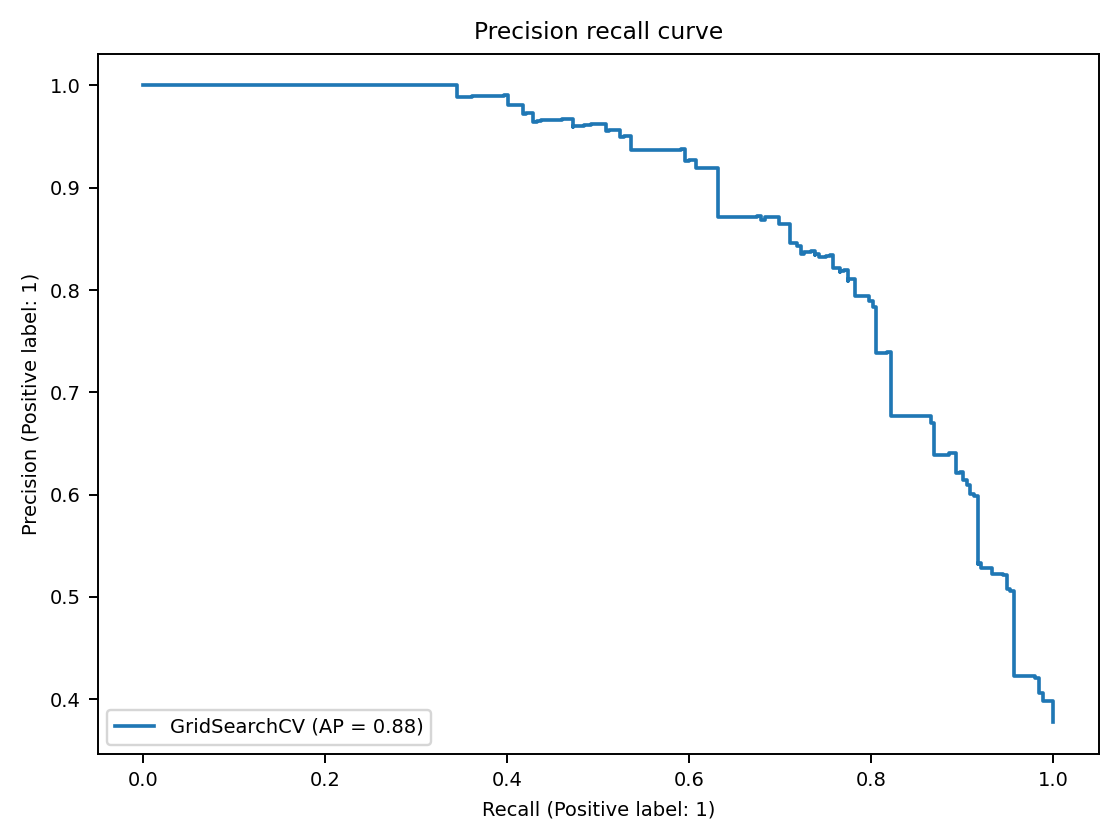 Precision recall curve
1.0
0.9
0.8
0.7
0.6
0.5
0.4
Precision (Positive label: 1)
GridSearchCV (AP = 0.88)
0.0 0.2 0.4 0.6 0.8 1.0
Recall (Positive label: 1)